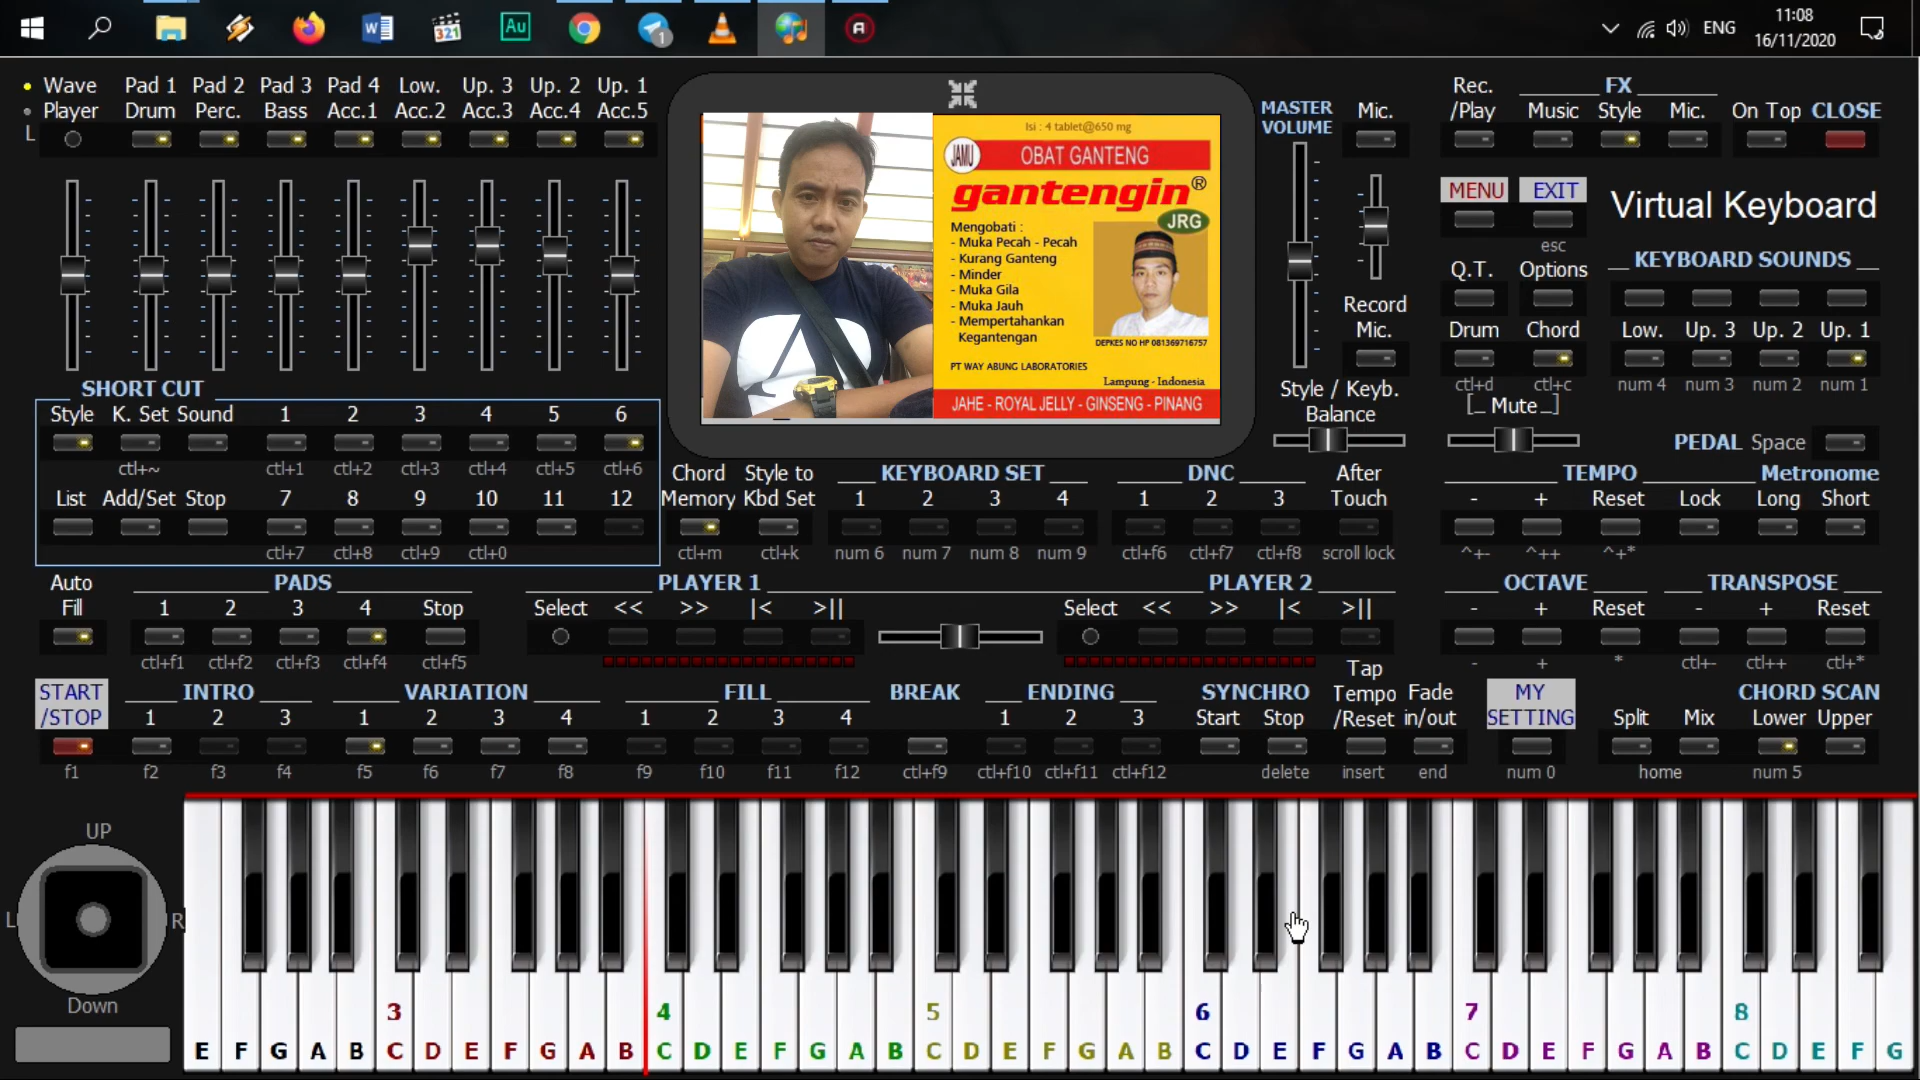 Au
321
1
ENG
11:08
16/11/2020
Wave Pad 1 Pad 2 Pad 3 Pad 4 Low. Up. 3 Up. 2 Up. 1
Player Drum Perc. Bass Acc.1 Acc.2 Acc.3 Acc.4 Acc.5
L
Isi : 4 tablet@650 mg
JAMU
OBAT GANTENG
gantengin®
JRG
Mengobati :
- Muka Pecah - Pecah
- Kurang Ganteng
- Minder
- Muka Gila
- Muka Jauh
- Mempertahankan
Kegantengan
DEPKES NO HP 081369716757
PT WAY ABUNG LABORATORIES
Lampung - Indonesia
JAHE - ROYAL JELLY - GINSENG - PINANG
MASTER
VOLUME
Mic.
Record
Mic.
Style / Keyb.
Balance
Rec.
/Play
FX
Music Style Mic.
On Top CLOSE
MENU EXIT
esc
Virtual Keyboard
Q.T. Options
KEYBOARD SOUNDS
Drum Chord Low. Up. 3 Up. 2 Up. 1
ctl+d ctl+c num 4 num 3 num 2 num 1
[_ Mute _]
PEDAL Space
SHORT CUT
Style K. Set Sound 1 2 3 4 5 6
ctl+~ ctl+1 ctl+2 ctl+3 ctl+4 ctl+5 ctl+6
List Add/Set Stop 7 8 9 10 11 12
ctl+7 ctl+8 ctl+9 ctl+0
Chord
Memory
ctl+m
Style to
Kbd Set
ctl+k
KEYBOARD SET
1 2 3 4
num 6 num 7 num 8 num 9
DNC
1 2 3
ctl+f6 ctl+f7 ctl+f8
After
Touch
scroll lock
TEMPO
- + Reset Lock
^+- ^++ ^+*
Metronome
Long Short
Auto
Fill
PADS
1 2 3 4 Stop
ctl+f1 ctl+f2 ctl+f3 ctl+f4 ctl+f5
PLAYER 1
Select << >> |< >||
PLAYER 2
Select << >> |< >||
OCTAVE
- + Reset
- + *
TRANSPOSE
- + Reset
ctl+- ctl++ ctl+*
START
/STOP
f1
INTRO
1 2 3
f2 f3 f4
VARIATION
1 2 3 4
f5 f6 f7 f8
FILL
1 2 3 4
f9 f10 f11 f12
BREAK
ctl+f9
ENDING
1 2 3
ctl+f10 ctl+f11 ctl+f12
SYNCHRO
Start Stop
delete
Tap
Tempo
/Reset
insert
Fade
in/out
end
MY
SETTING
num 0
Split Mix
home
CHORD SCAN
Lower Upper
num 5
UP
L R
Down
3 4 5 6 7 8
E F G A B C D E F G A B C D E F G A B C D E F G A B C D E F G A B C D E F G A B C D E F G